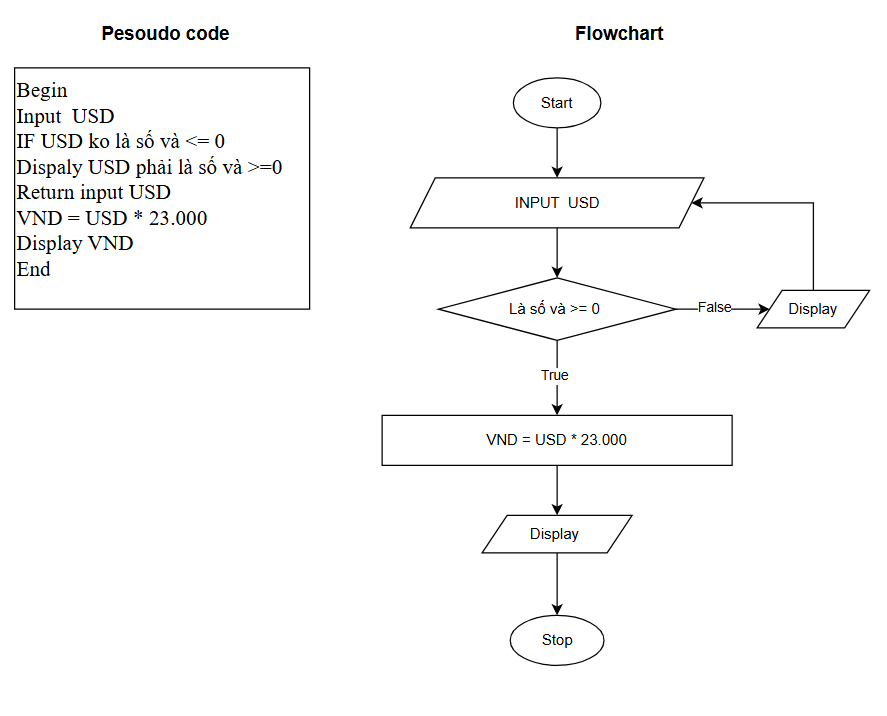 Pesoudo code
Begin
Input  USD
IF USD ko là số và <= 0
Dispaly USD phải là số và >=0
Return input USD
VND = USD * 23.000
Display VND
End
Flowchart
Start
INPUT  USD
Là số và >= 0
False
Display
True
VND = USD * 23.000
Display
Stop